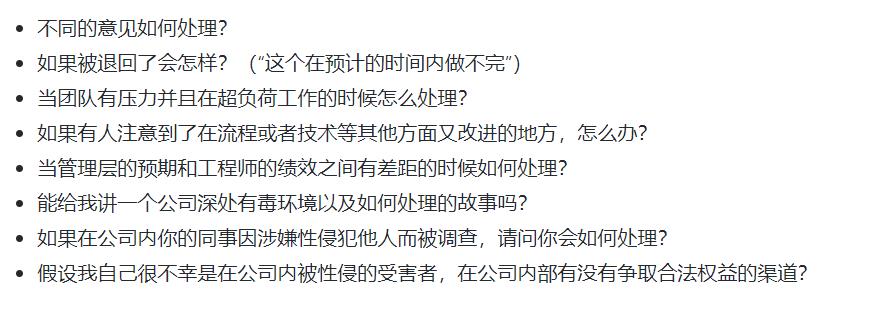 不同的意见如何处理？
如果被退回了会怎样？（“这个在预计的时间内做不完”）
当团队有压力并且在超负荷工作的时候怎么处理？
如果有人注意到了在流程或者技术等其他方面又改进的地方，怎么办？
当管理层的预期和工程师的绩效之间有差距的时候如何处理？
能给我讲一个公司深处有毒环境以及如何处理的故事吗？
如果在公司内你的同事因涉嫌性侵犯他人而被调查，请问你会如何处理？
假设我自己很不幸是在公司内被性侵的受害者，在公司内部有没有争取合法权益的渠道？